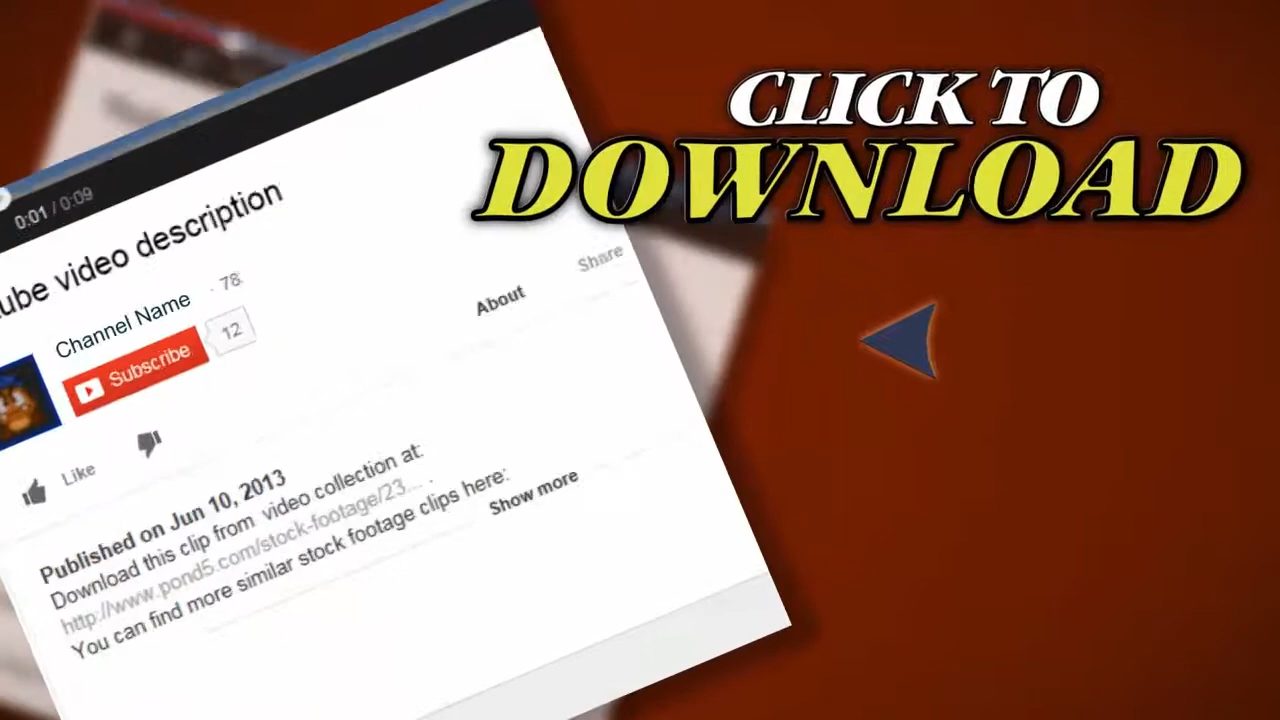 CLICK TO
DOWNLOAD
0:01 / 0:09
ube video description
Channel Name · 78
Subscribe 12
About Share
Like
Published on Jun 10, 2013
Download this clip from video collection at:
http://www.pond5.com/stock-footage/23... .
You can find more similar stock footage clips here:
Show more